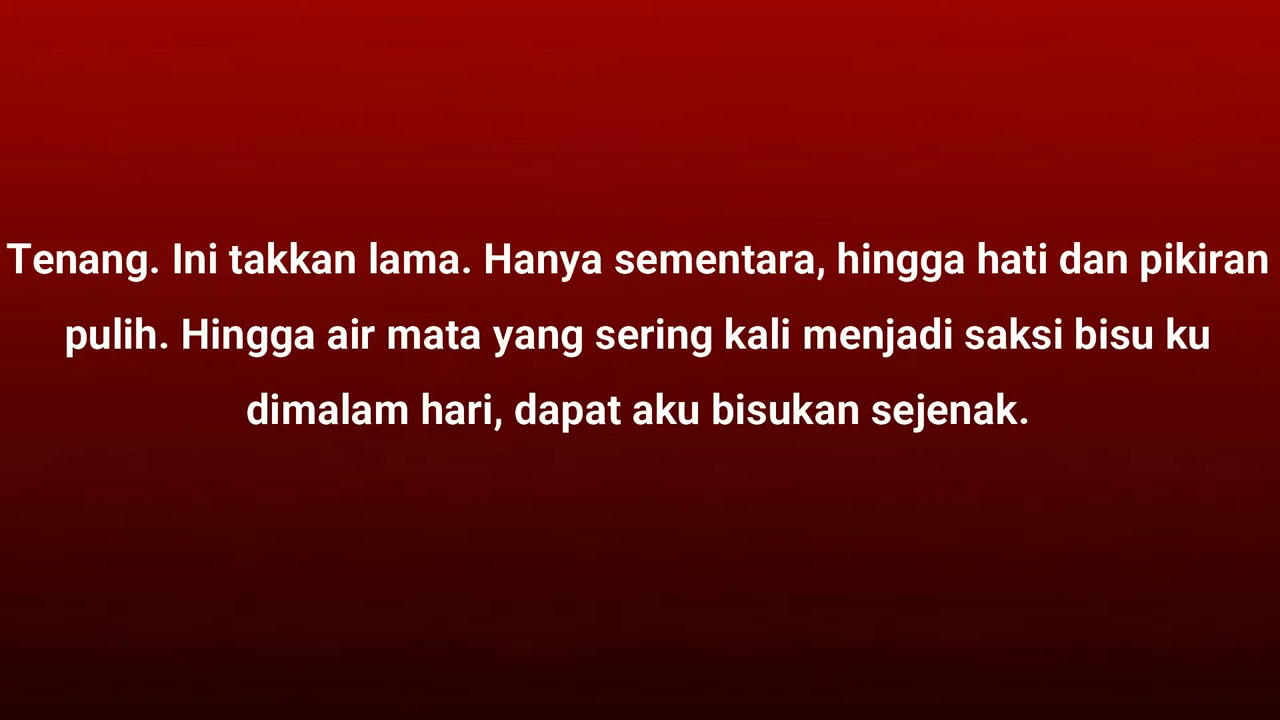 Tenang. Ini takkan lama. Hanya sementara, hingga hati dan pikiran
pulih. Hingga air mata yang sering kali menjadi saksi bisu ku
dimalam hari, dapat aku bisukan sejenak.